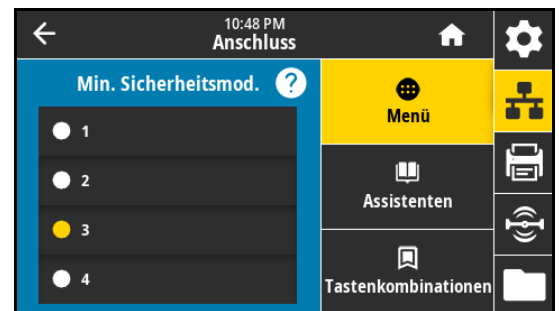 10:48 PM
Anschluss
Min. Sicherheitsmod. ?
1
2
3
4
Menü
Assistenten
Tastenkombinationen